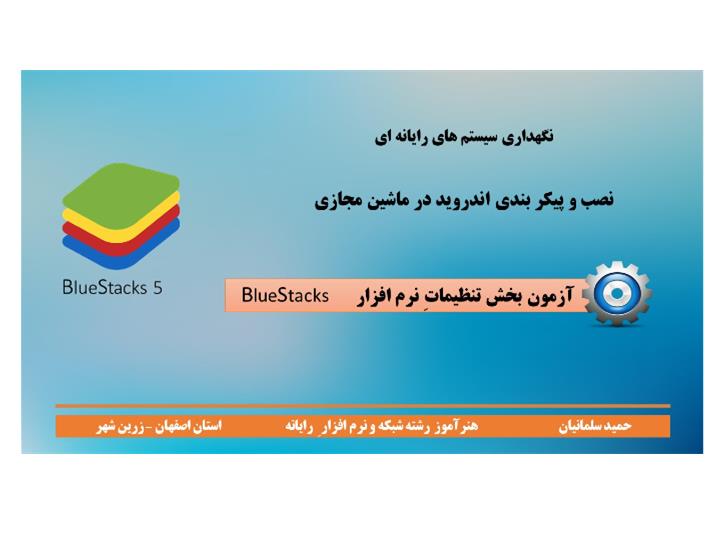 نگهداری سیستم های رایانه ای
نصب و پیکر بندی اندروید در ماشین مجازی
آزمون بخش تنظیماتِ نرم افزار BlueStacks
BlueStacks 5
حمید سلمانیان هنرآموز رشته شبکه و نرم افزارِ رایانه استان اصفهان - زرین شهر